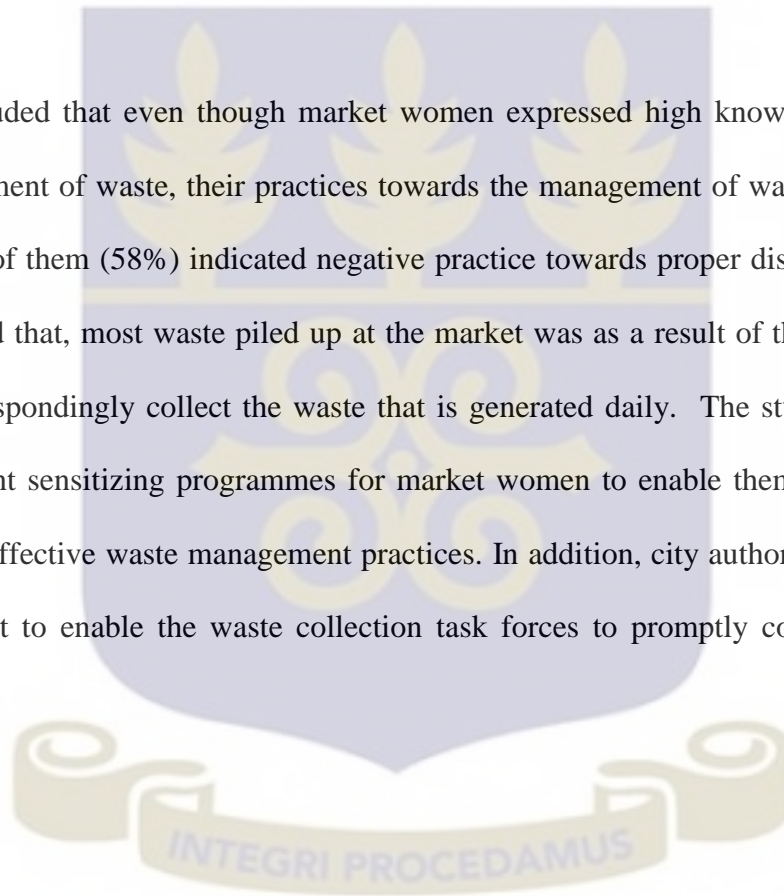 uded that even though market women expressed high know
ment of waste, their practices towards the management of wa
of them (58%) indicated negative practice towards proper dis
d that, most waste piled up at the market was as a result of t
spondingly collect the waste that is generated daily. The st
nt sensitizing programmes for market women to enable them
ffective waste management practices. In addition, city author
t to enable the waste collection task forces to promptly co
INTEGRI PROCEDAMUS